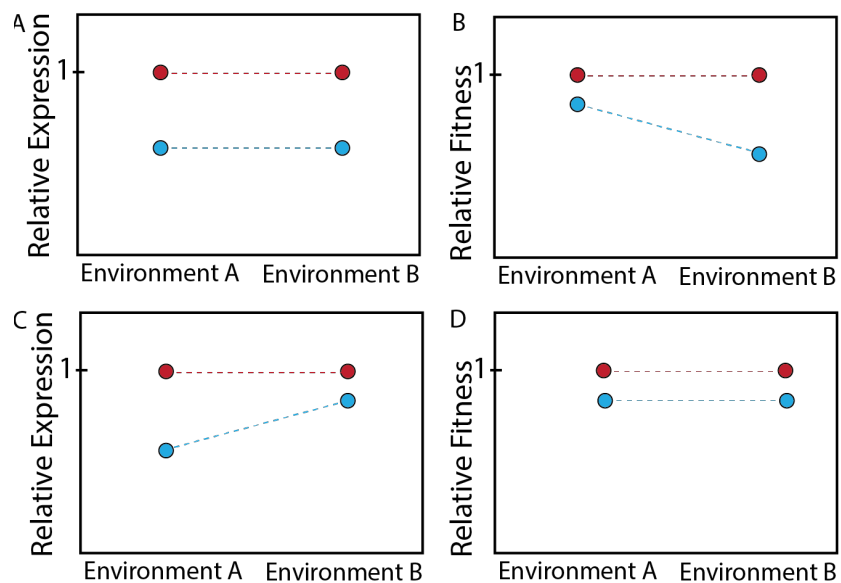 A
Relative Expression
1
Environment A
Environment B
B
Relative Fitness
1
Environment A
Environment B
C
Relative Expression
1
Environment A
Environment B
D
Relative Fitness
1
Environment A
Environment B